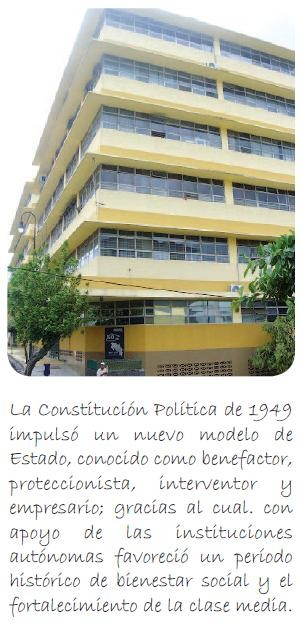 La Constitución Política de 1949
impulsó un nuevo modelo de
Estado, conocido como benefactor,
proteccionista, interventor y
empresario; gracias al cual. con
apoyo de las instituciones
autónomas favoreció un período
histórico de bienestar social y el
fortalecimiento de la clase media.